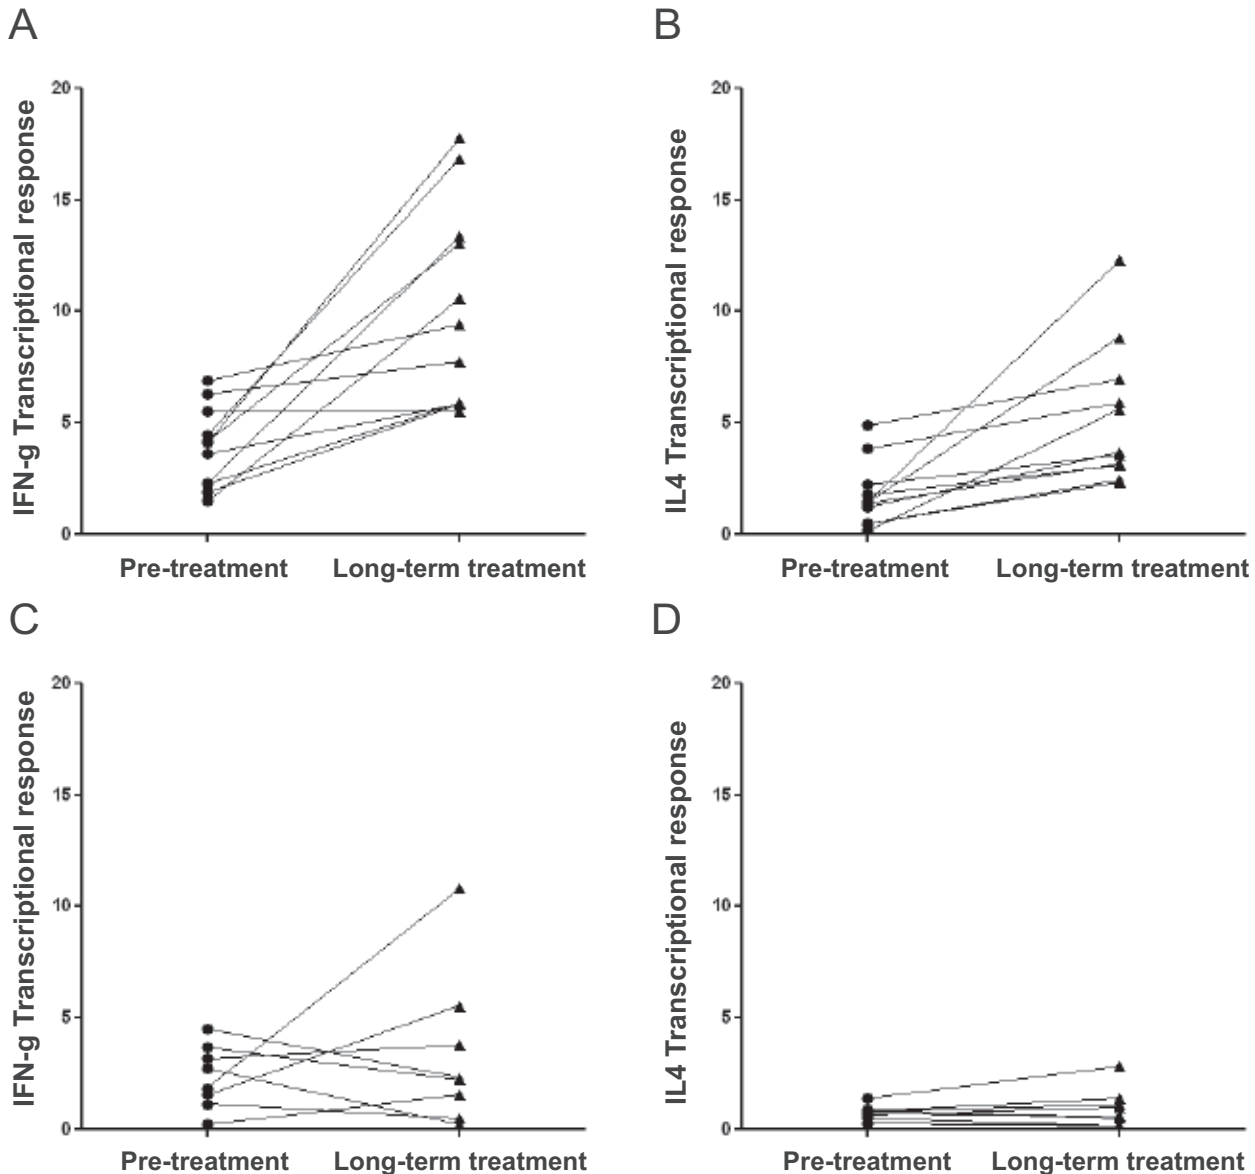 A
B
IFN-g Transcriptional response
20
15
10
5
0
Pre-treatment
Long-term treatment
IL4 Transcriptional response
20
15
10
5
0
Pre-treatment
Long-term treatment
C
D
IFN-g Transcriptional response
20
15
10
5
0
Pre-treatment
Long-term treatment
IL4 Transcriptional response
20
15
10
5
0
Pre-treatment
Long-term treatment